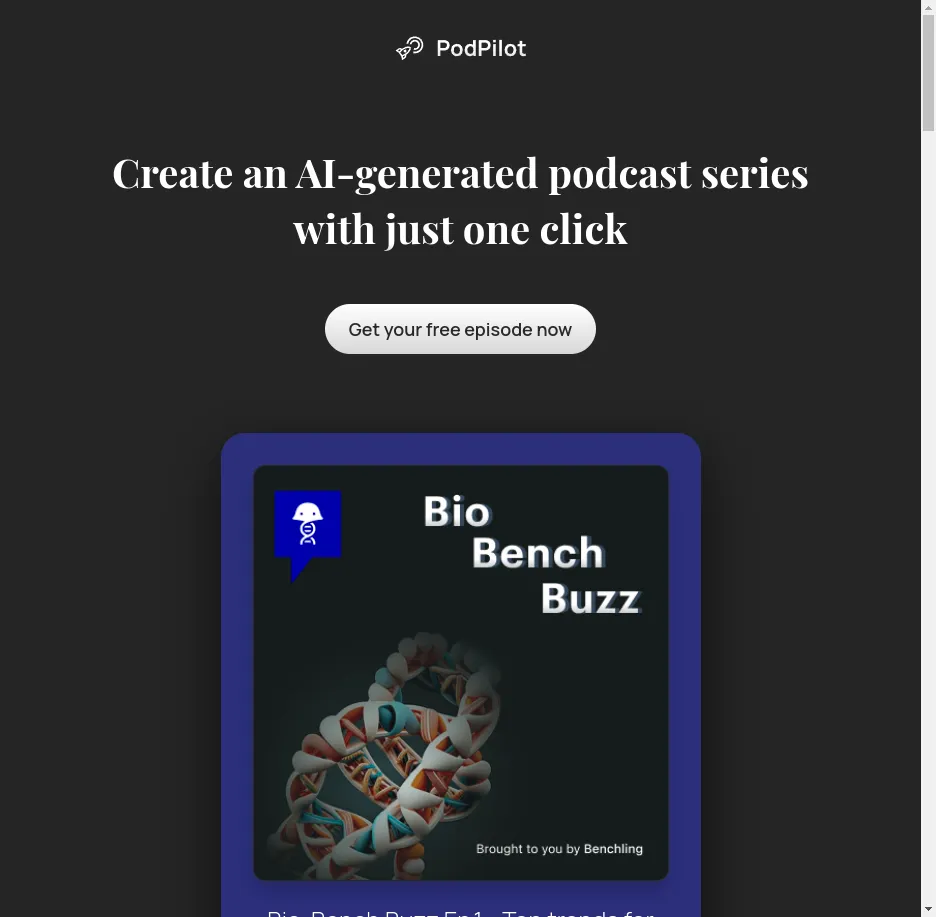 PodPilot
Create an AI-generated podcast series
with just one click
Get your free episode now
Bio
Bench
Buzz
Brought to you by Benchling